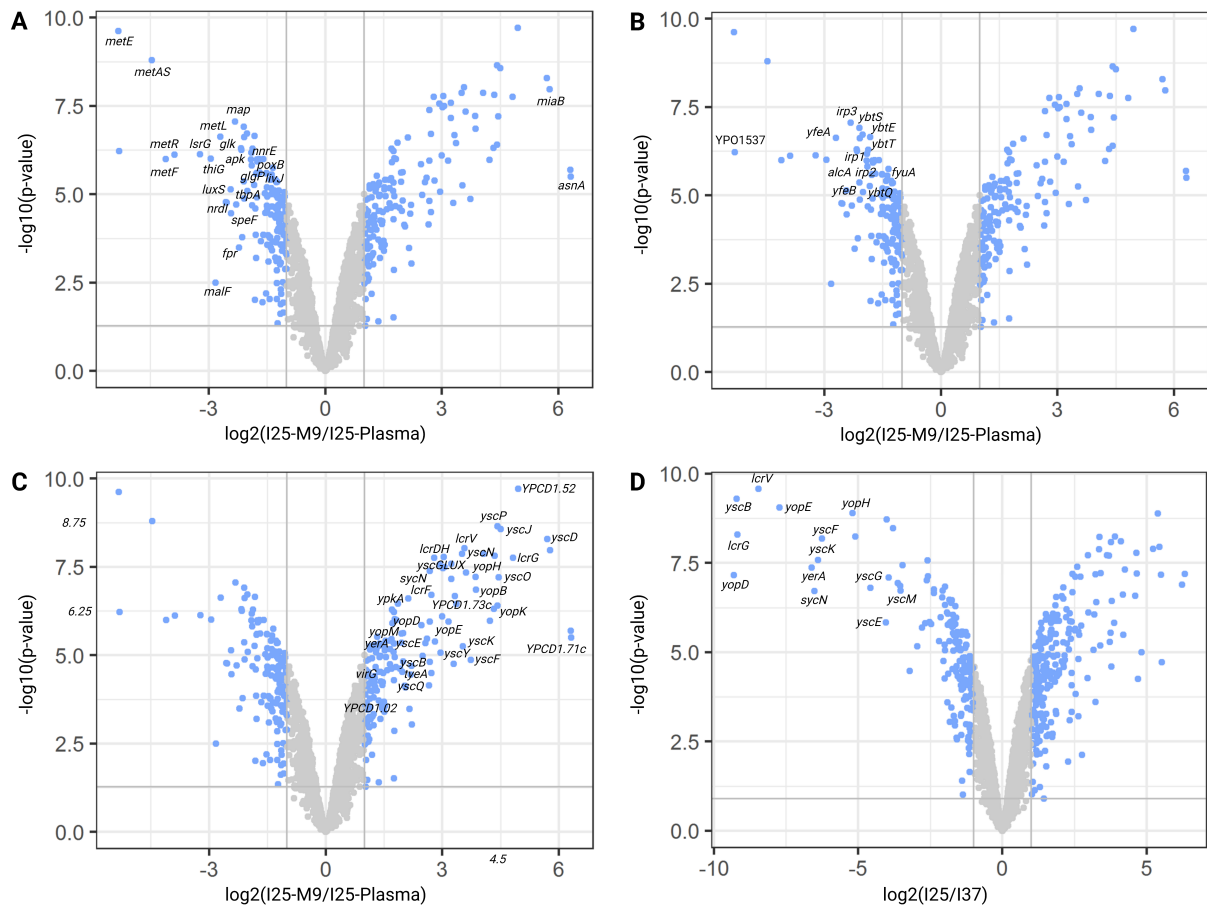 A
10.0
7.5
5.0
2.5
0.0
-log10(p-value)
-3
0
3
6
log2(I25-M9/I25-Plasma)
metE
metAS
map
metL
metR
lsrG
glk
nnrE
apk
poxB
metF
thiG
glgP
livJ
luxS
tbpA
nrdI
speF
fpr
malF
miaB
asnA
B
10.0
7.5
5.0
2.5
0.0
-log10(p-value)
-3
0
3
6
log2(I25-M9/I25-Plasma)
irp3
ybtS
yfeA
ybtE
YPO1537
ybtT
irp1
alcA
irp2
fyuA
yfeB
ybtQ
C
10.0
8.75
7.5
6.25
5.0
2.5
0.0
-log10(p-value)
-3
0
3
6
4.5
log2(I25-M9/I25-Plasma)
YPCD1.52
yscP
yscJ
lcrV
yscD
lcrDH
yscN
lcrG
yscGLUX
yopH
sycN
yscO
lcrF
yopB
ypkA
YPCD1.73c
yopK
yopD
yopM
yopE
yerA
yscE
yscK
YPCD1.71c
yscY
yscB
yscF
virG
tyeA
yscQ
YPCD1.02
D
10.0
7.5
5.0
2.5
0.0
-log10(p-value)
-10
-5
0
5
log2(I25/I37)
lcrV
yscB
yopE
yopH
yscF
lcrG
yscK
yopD
yerA
yscG
sycN
yscM
yscE